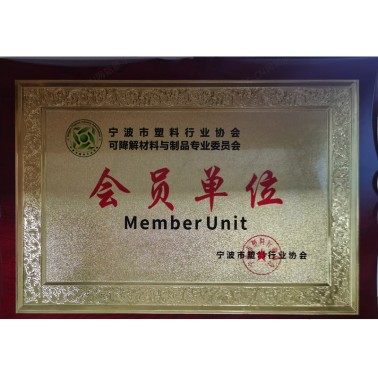 宁波市塑料行业协会
可降解材料与制品专业委员会
会员单位
Member Unit
宁波市塑料行业协会